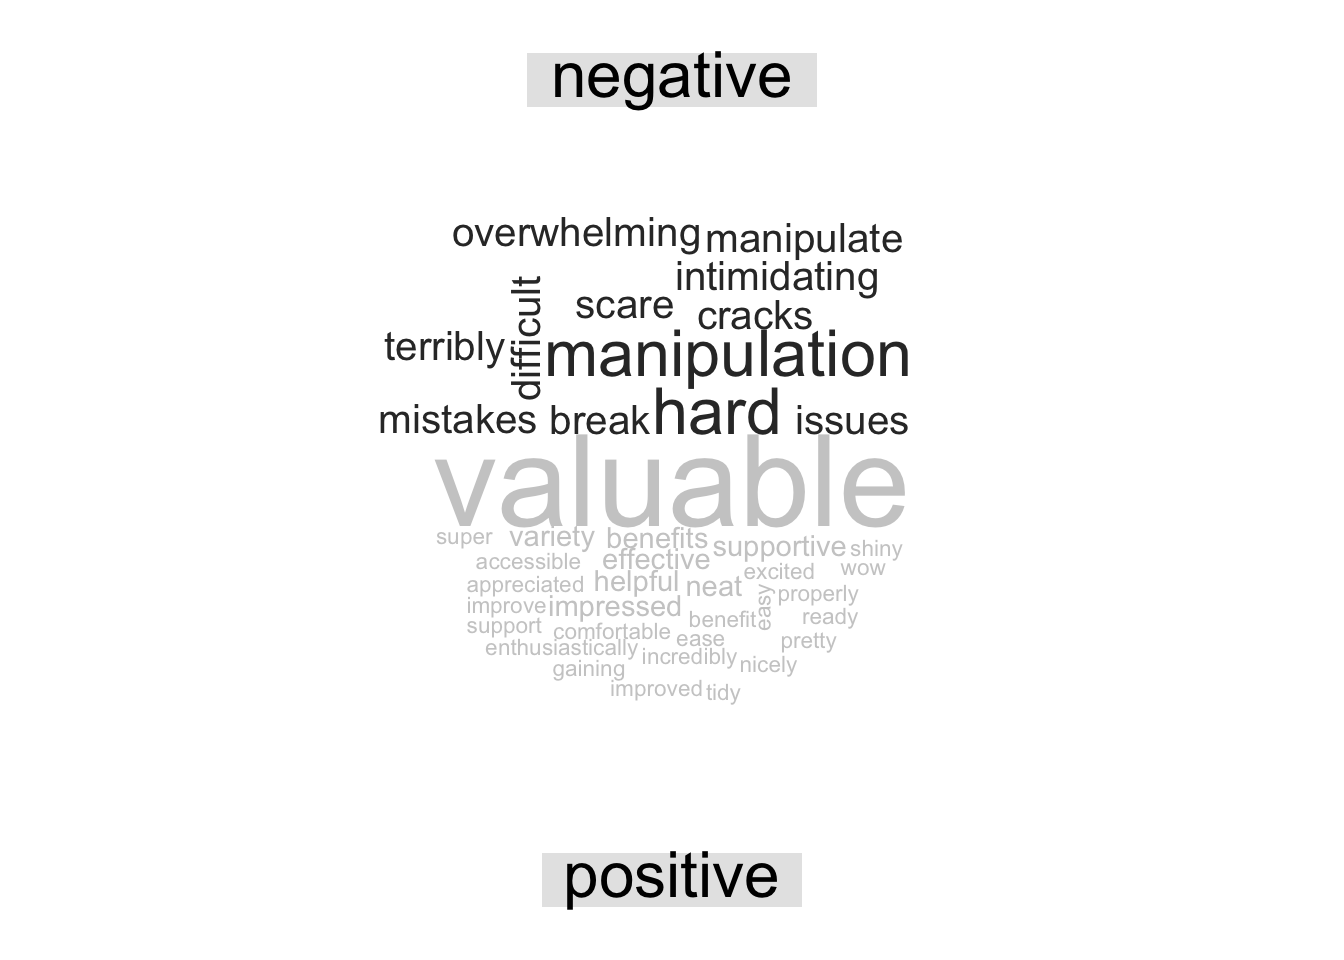 negative
overwhelming manipulate
intimidating
difficult scare cracks
terribly manipulation
mistakes break hard issues
valuable
super variety benefits supportive shiny
accessible effective excited wow
appreciated helpful neat easy properly
improve impressed benefit ready
support comfortable ease pretty
enthusiastically incredibly nicely
gaining
improved tidy
positive